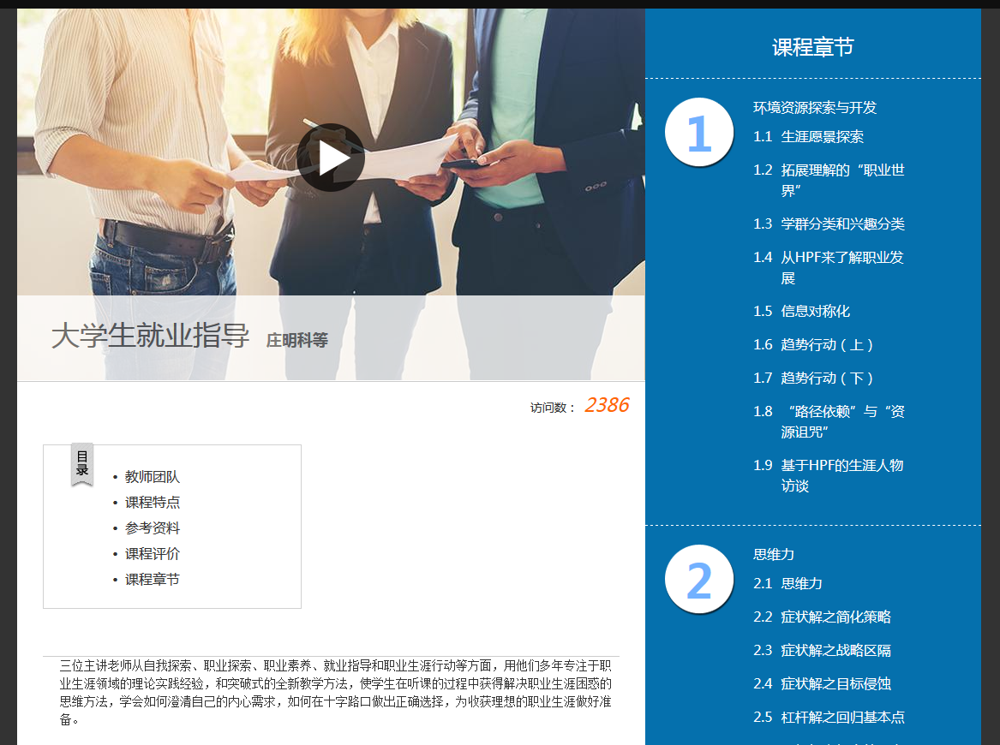 大学生就业指导 庄明科等
访问数： 2386
目录
• 教师团队
• 课程特点
• 参考资料
• 课程评价
• 课程章节
三位主讲老师从自我探索、职业探索、职业素养、就业指导和职业生涯行动等方面，用他们多年专注于职
业生涯领域的理论实践经验，和突破式的全新教学方法，使学生在听课的过程中获得解决职业生涯困惑的
思维方法，学会如何澄清自己的内心需求，如何在十字路口做出正确选择，为收获理想的职业生涯做好准
备。
课程章节
1
环境资源探索与开发
1.1 生涯愿景探索
1.2 拓展理解的“职业世
界”
1.3 学群分类和兴趣分类
1.4 从HPF来了解职业发
展
1.5 信息对称化
1.6 趋势行动（上）
1.7 趋势行动（下）
1.8 “路径依赖”与“资
源诅咒”
1.9 基于HPF的生涯人物
访谈
2
思维力
2.1 思维力
2.2 症状解之简化策略
2.3 症状解之战略区隔
2.4 症状解之目标侵蚀
2.5 杠杆解之回归基本点